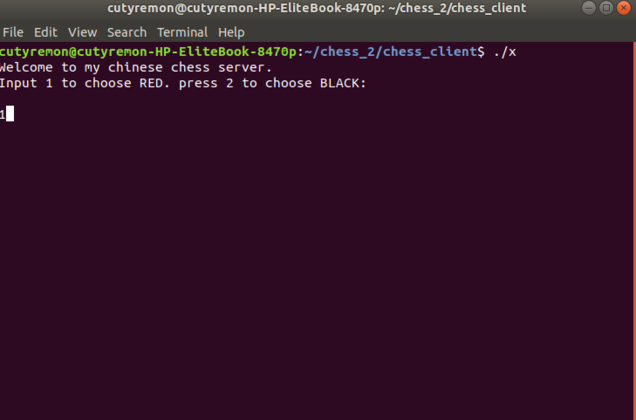 cutyremon@cutyremon-HP-EliteBook-8470p: ~/chess_2/chess_client
File Edit View Search Terminal Help
cutyremon@cutyremon-HP-EliteBook-8470p:~/chess_2/chess_client$ ./x
Welcome to my chinese chess server.
Input 1 to choose RED. press 2 to choose BLACK:
1